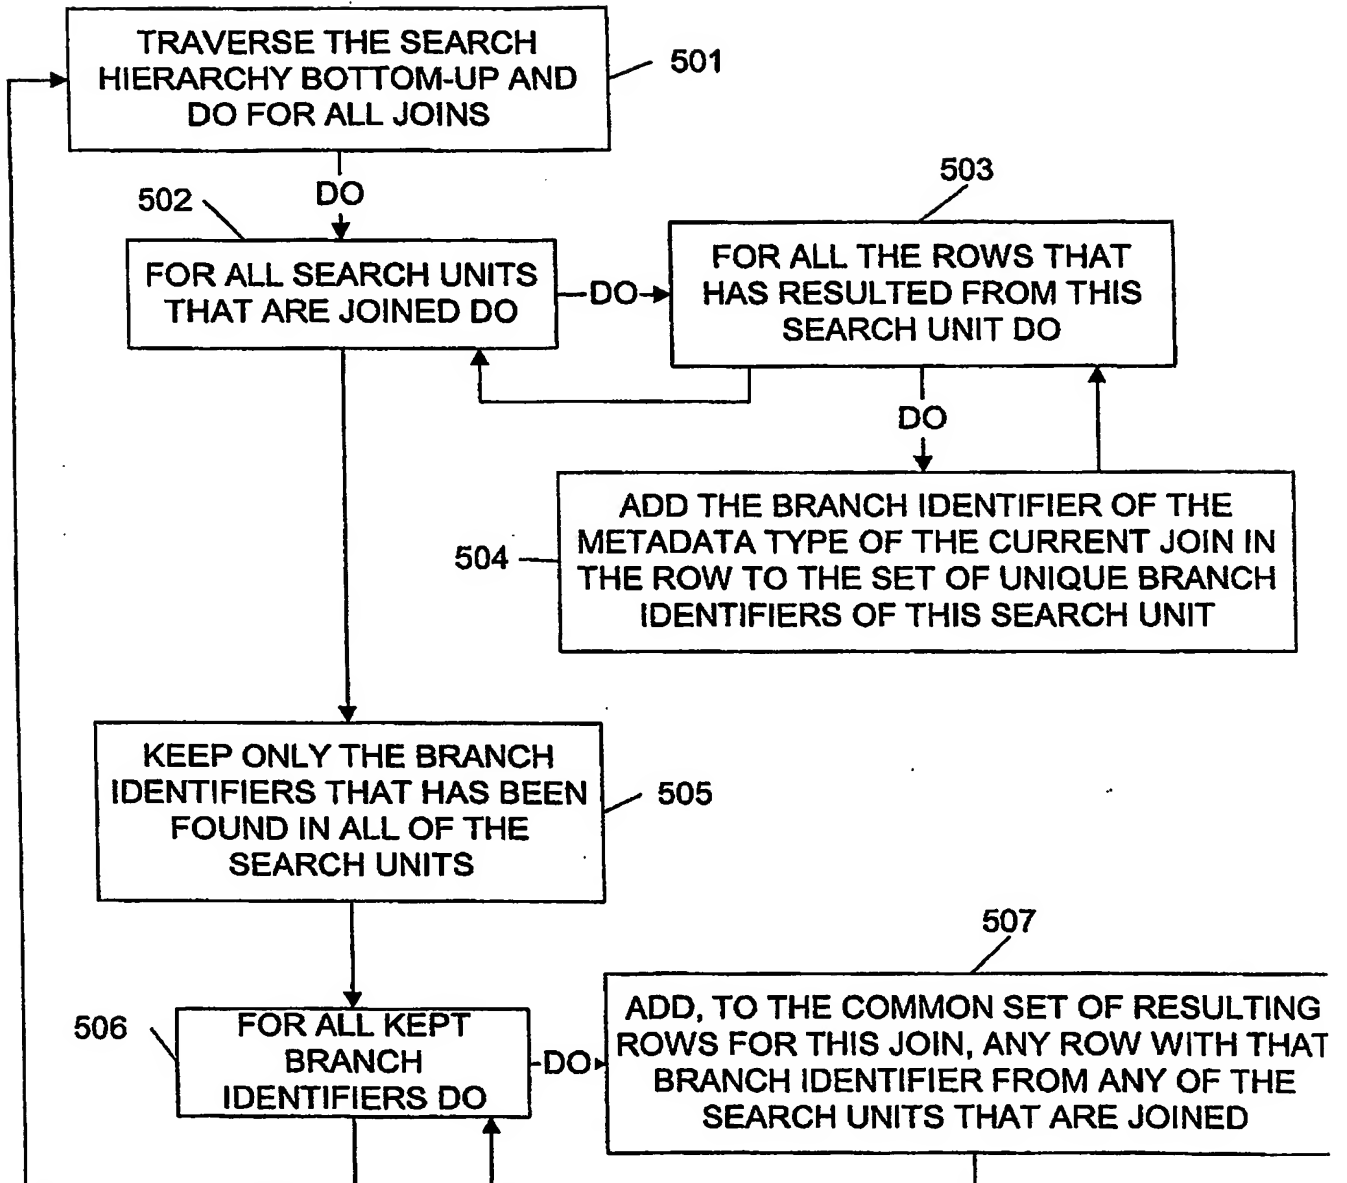 TRAVERSE THE SEARCH
HIERARCHY BOTTOM-UP AND
DO FOR ALL JOINS
501
DO
502
503
FOR ALL SEARCH UNITS
THAT ARE JOINED DO
DO
FOR ALL THE ROWS THAT
HAS RESULTED FROM THIS
SEARCH UNIT DO
DO
504
ADD THE BRANCH IDENTIFIER OF THE
METADATA TYPE OF THE CURRENT JOIN IN
THE ROW TO THE SET OF UNIQUE BRANCH
IDENTIFIERS OF THIS SEARCH UNIT
KEEP ONLY THE BRANCH
IDENTIFIERS THAT HAS BEEN
FOUND IN ALL OF THE
SEARCH UNITS
505
506
FOR ALL KEPT
BRANCH
IDENTIFIERS DO
DO
507
ADD, TO THE COMMON SET OF RESULTING
ROWS FOR THIS JOIN, ANY ROW WITH THAT
BRANCH IDENTIFIER FROM ANY OF THE
SEARCH UNITS THAT ARE JOINED